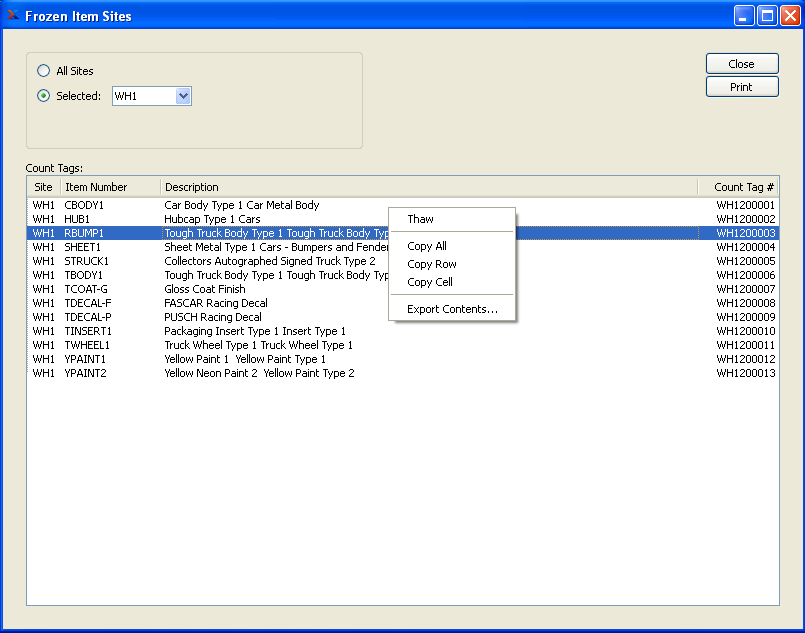 Frozen Item Sites
All Sites
Selected: WH1
Close
Print
Count Tags:
Site Item Number Description Count Tag #
WH1 CBODY1 Car Body Type 1 Car Metal Body WH1200001
WH1 HUB1 Hubcap Type 1 Cars WH1200002
WH1 RBUMP1 Tough Truck Body Type 1 Tough Truck Body Typ WH1200003
WH1 SHEET1 Sheet Metal Type 1 Cars - Bumpers and Fender WH1200004
WH1 STRUCK1 Collectors Autographed Signed Truck Type 2 WH1200005
WH1 TBODY1 Tough Truck Body Type 1 Tough Truck Body Typ WH1200006
WH1 TCOAT-G Gloss Coat Finish WH1200007
WH1 TDECAL-F FASCAR Racing Decal WH1200008
WH1 TDECAL-P PUSCH Racing Decal WH1200009
WH1 TINSERT1 Packaging Insert Type 1 Insert Type 1 WH1200010
WH1 TWHEEL1 Truck Wheel Type 1 Truck Wheel Type 1 WH1200011
WH1 YPAINT1 Yellow Paint 1 Yellow Paint Type 1 WH1200012
WH1 YPAINT2 Yellow Neon Paint 2 Yellow Paint Type 2 WH1200013
Thaw
Copy All
Copy Row
Copy Cell
Export Contents...